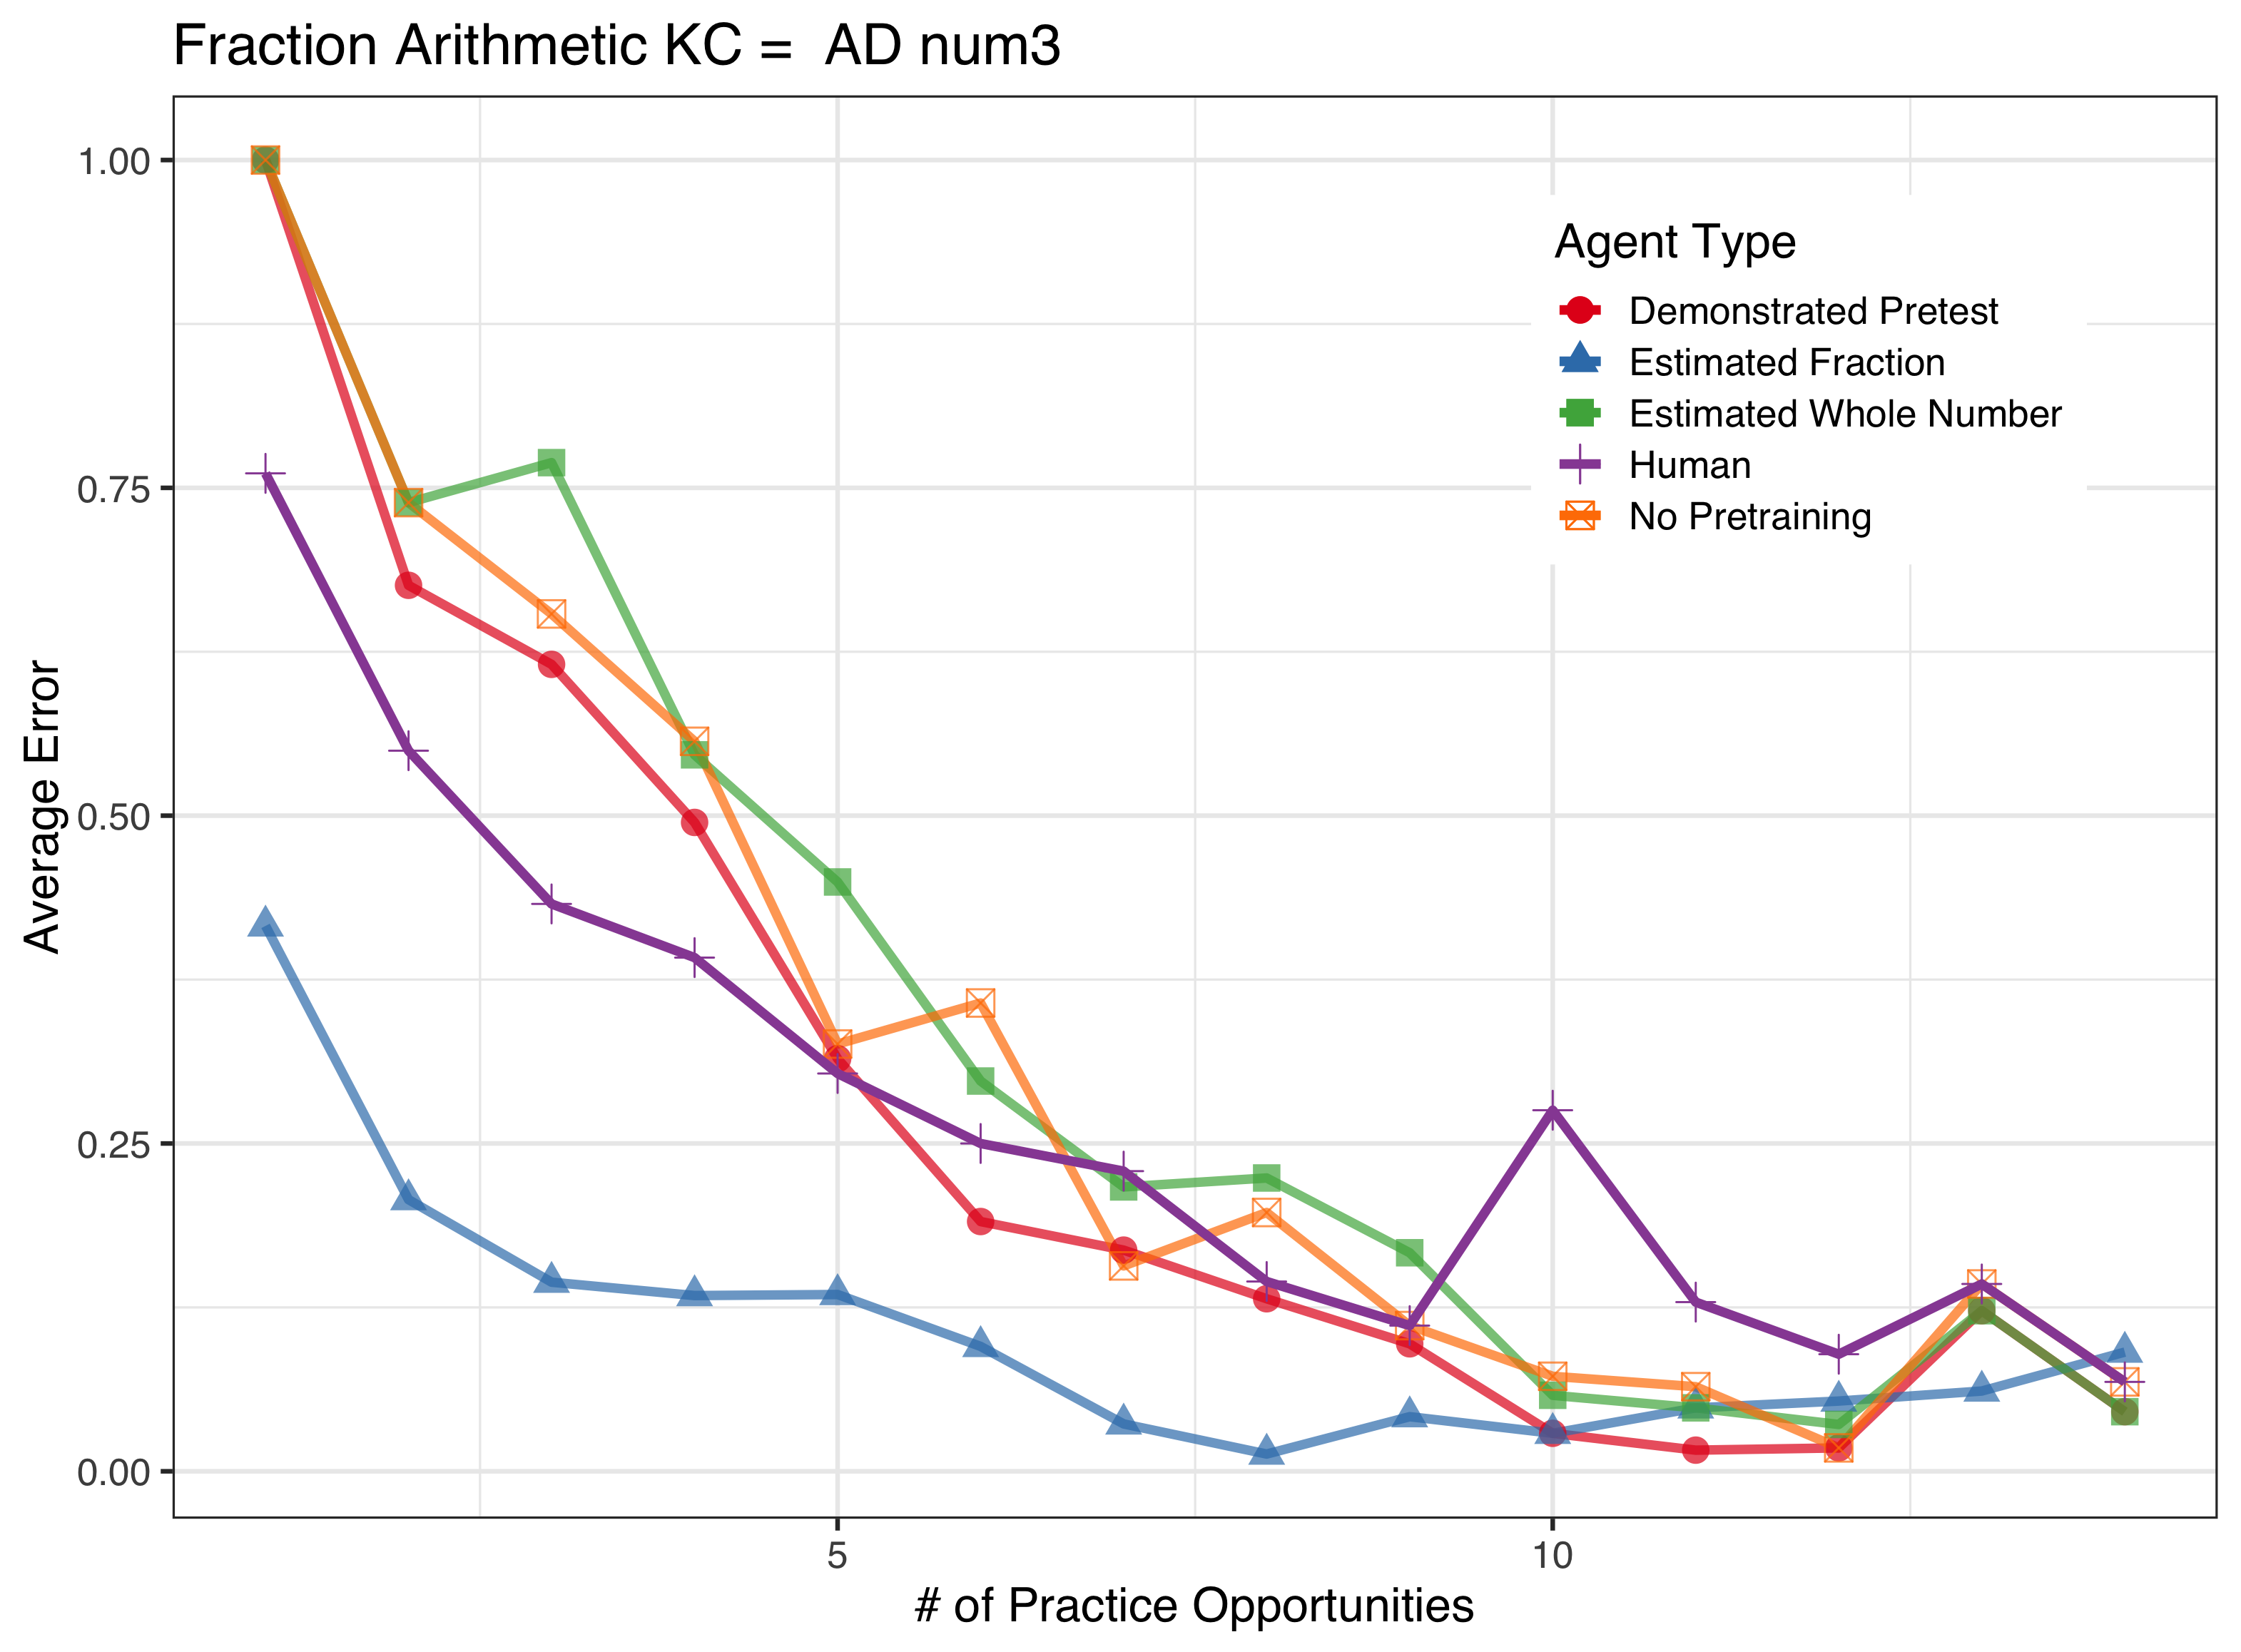 Fraction Arithmetic KC =  AD num3
1.00
0.75
0.50
0.25
0.00
Average Error
Agent Type
Demonstrated Pretest
Estimated Fraction
Estimated Whole Number
Human
No Pretraining
5
10
# of Practice Opportunities